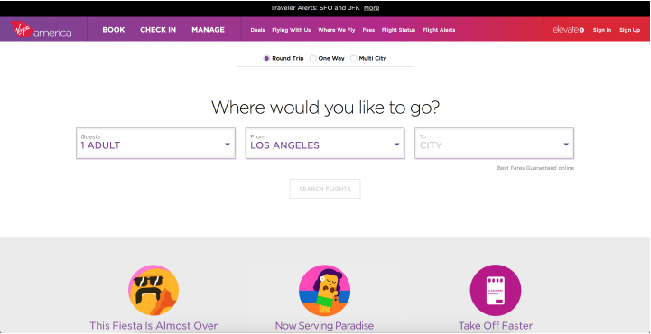 Traveler Alerts: SFO and JFK More
Virgin america BOOK CHECK IN MANAGE Deals Flying With Us Where We Fly Fees Flight Status Flight Alerts elevate Sign In Sign Up
Round Trip One Way Multi City
Where would you like to go?
Guests From To
1 ADULT LOS ANGELES CITY
Best Fares Guaranteed online
SEARCH FLIGHTS
This Fiesta Is Almost Over Now Serving Paradise Take Off Faster